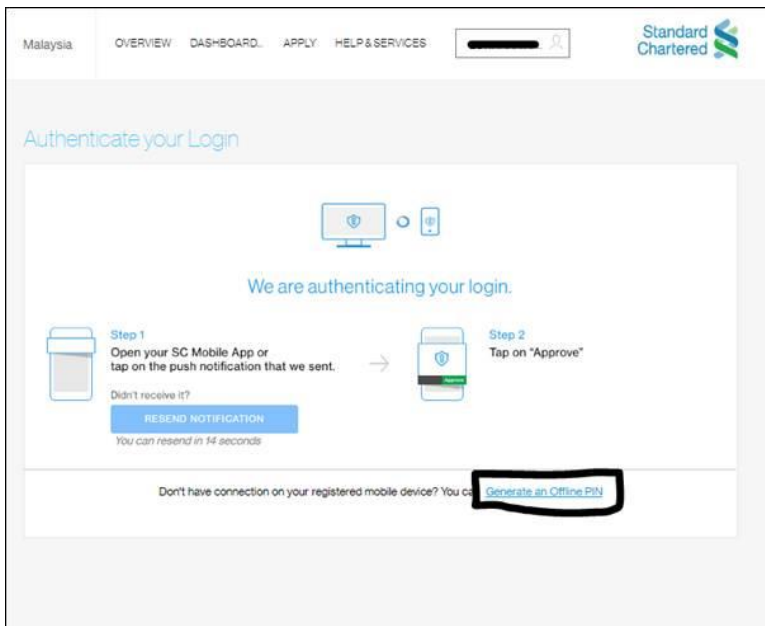 Malaysia
OVERVIEW DASHBOARD.. APPLY HELP&SERVICES
Standard
Chartered
Authenticate your Login
We are authenticating your login.
Step 1
Open your SC Mobile App or
tap on the push notification that we sent.
Didn't receive it?
RESEND NOTIFICATION
You can resend in 14 seconds
Step 2
Tap on "Approve"
Approve
Don't have connection on your registered mobile device? You ca Generate an Offline PIN